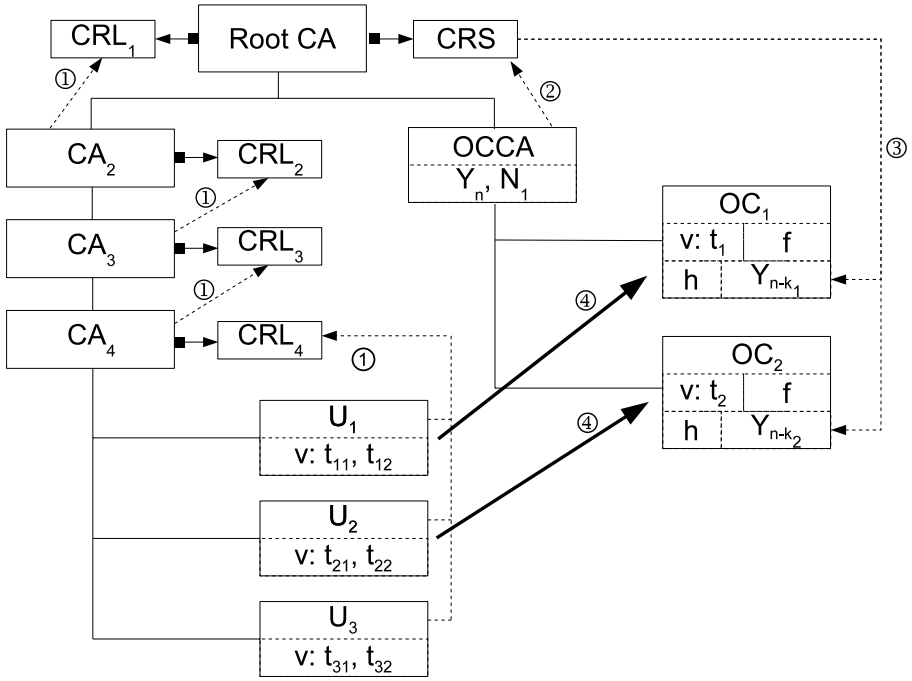 CRL₁
Root CA
CRS
①
②
CA₂
CRL₂
OCCA
Yₙ, N₁
③
①
OC₁
v: t₁
f
h
Yₙ₋ₖ₁
CA₃
CRL₃
①
④
CA₄
CRL₄
①
OC₂
v: t₂
f
h
Yₙ₋ₖ₂
U₁
v: t₁₁, t₁₂
④
U₂
v: t₂₁, t₂₂
U₃
v: t₃₁, t₃₂